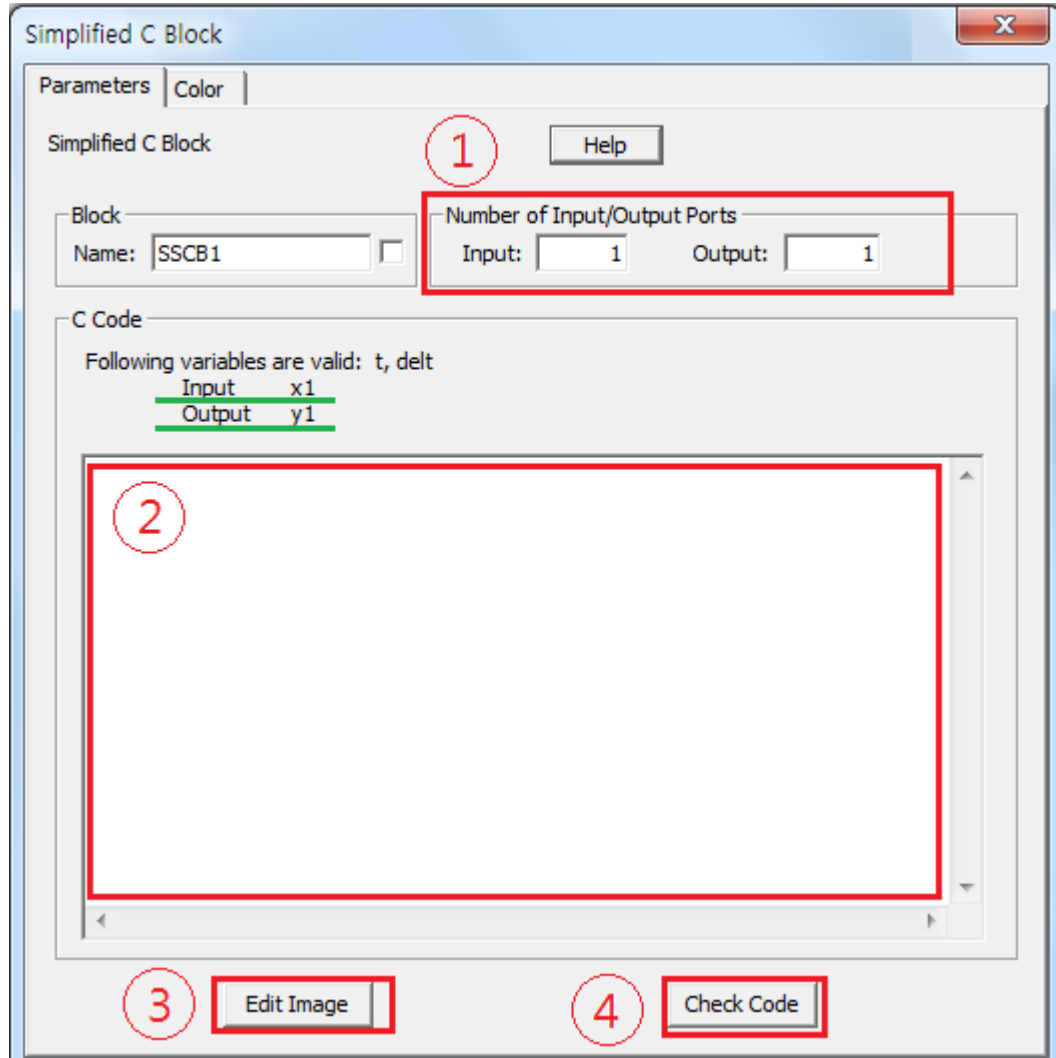 Simplified C Block
Parameters Color
Simplified C Block
1
Help
Block
Name: SSCB1
Number of Input/Output Ports
Input: 1 Output: 1
C Code
Following variables are valid: t, delt
Input x1
Output y1
2
3
Edit Image
4
Check Code